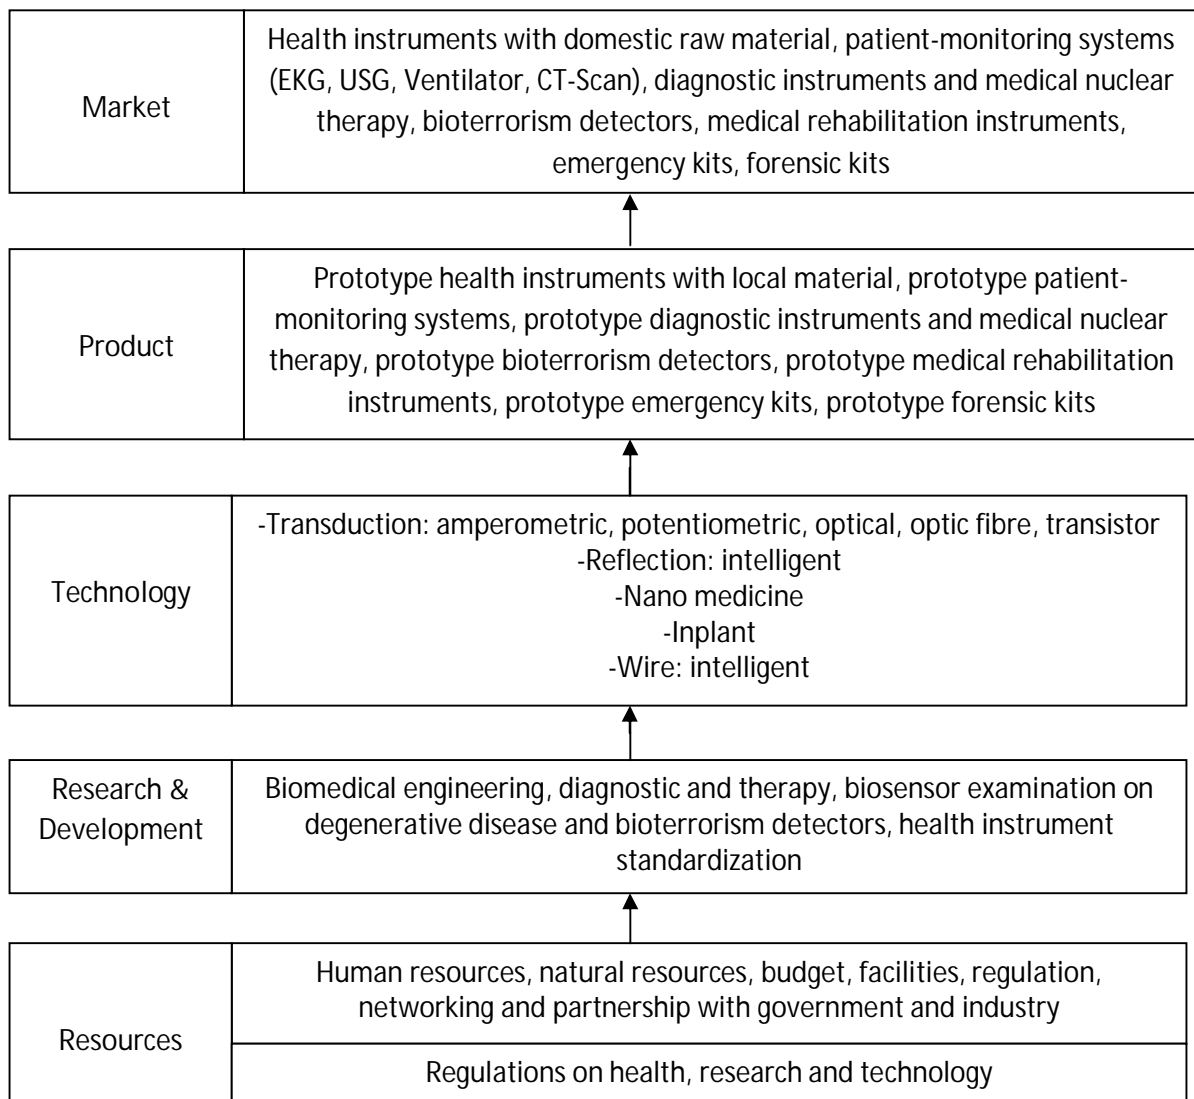 Market
Health instruments with domestic raw material, patient-monitoring systems
(EKG, USG, Ventilator, CT-Scan), diagnostic instruments and medical nuclear
therapy, bioterrorism detectors, medical rehabilitation instruments,
emergency kits, forensic kits
Product
Prototype health instruments with local material, prototype patient-
monitoring systems, prototype diagnostic instruments and medical nuclear
therapy, prototype bioterrorism detectors, prototype medical rehabilitation
instruments, prototype emergency kits, prototype forensic kits
Technology
-Transduction: amperometric, potentiometric, optical, optic fibre, transistor
-Reflection: intelligent
-Nano medicine
-Inplant
-Wire: intelligent
Research &
Development
Biomedical engineering, diagnostic and therapy, biosensor examination on
degenerative disease and bioterrorism detectors, health instrument
standardization
Resources
Human resources, natural resources, budget, facilities, regulation,
networking and partnership with government and industry
Regulations on health, research and technology